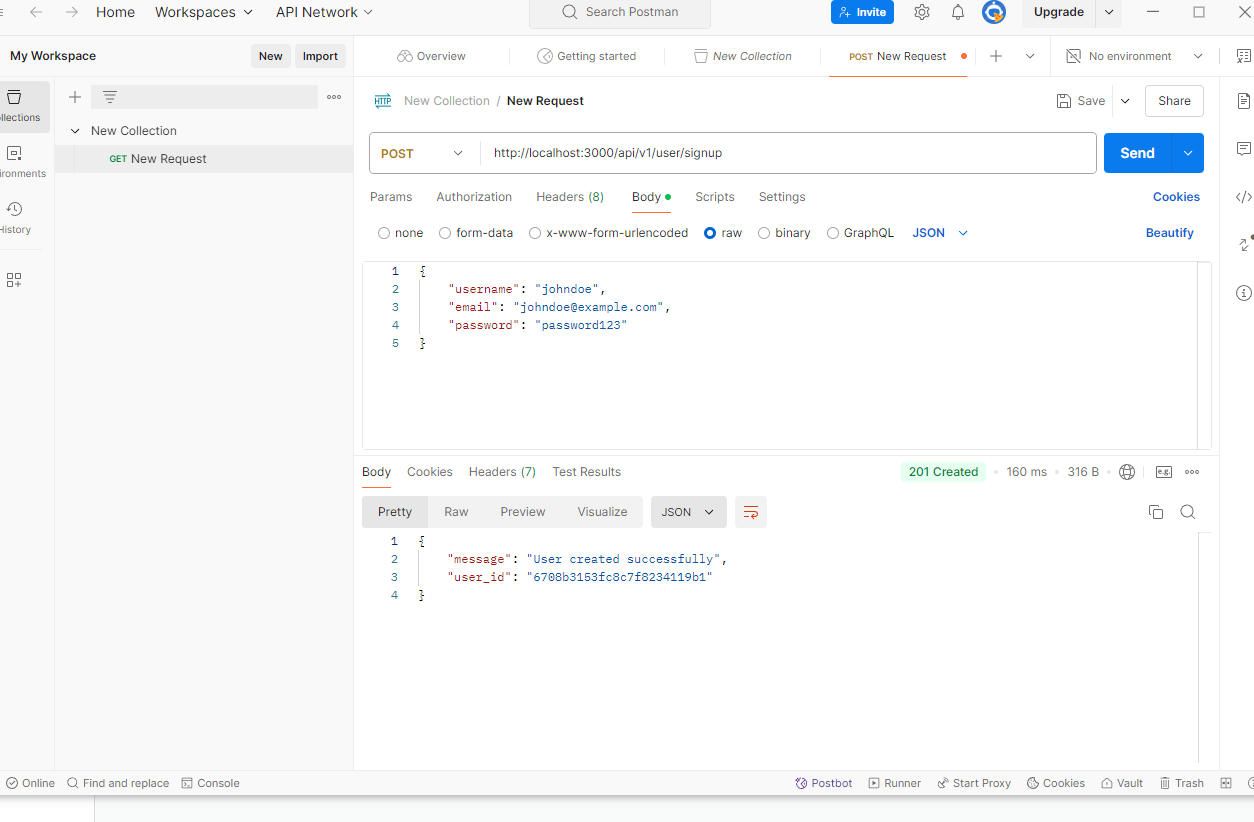 Home Workspaces API Network Search Postman Invite Upgrade
My Workspace New Import Overview Getting started New Collection POST New Request No environment
New Collection / New Request Save Share
New Collection
GET New Request
llections
ironments
History
POST http://localhost:3000/api/v1/user/signup Send
Params Authorization Headers (8) Body Scripts Settings Cookies
none form-data x-www-form-urlencoded raw binary GraphQL JSON Beautify
1 {
2 "username": "johndoe",
3 "email": "johndoe@example.com",
4 "password": "password123"
5 }
Body Cookies Headers (7) Test Results 201 Created 160 ms 316 B e.g.
Pretty Raw Preview Visualize JSON
1 {
2 "message": "User created successfully",
3 "user_id": "6708b3153fc8c7f8234119b1"
4 }
Online Find and replace Console Postbot Runner Start Proxy Cookies Vault Trash